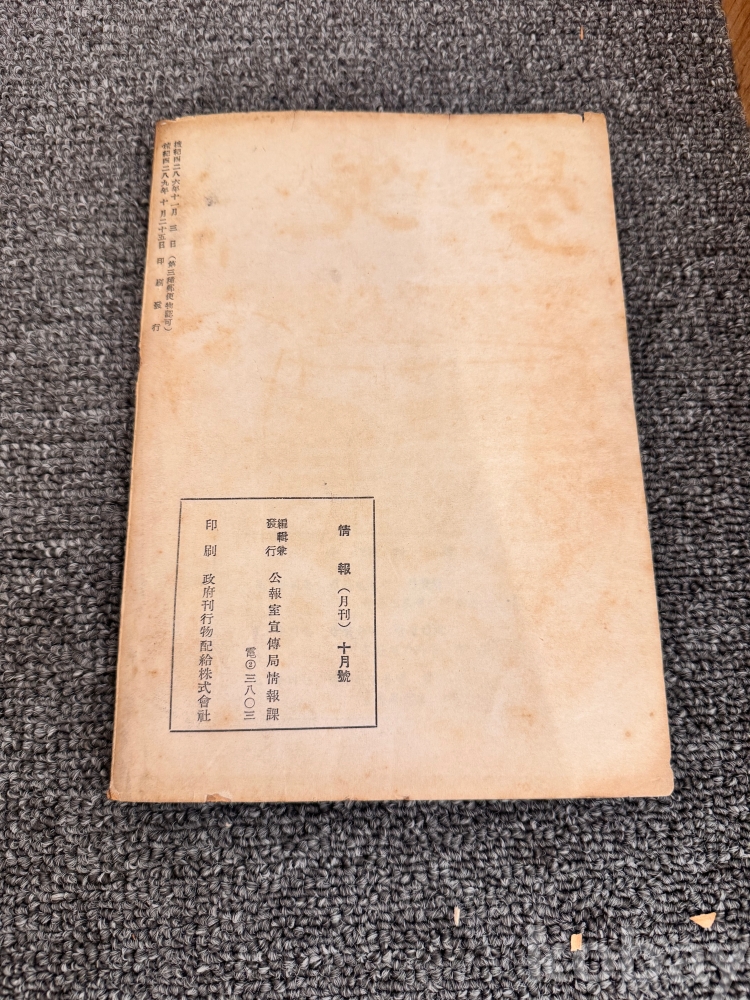 檀紀四二八六年十一月 三 日(第三種郵便物認可)
檀紀四二八九年 十 月二十五日 印 刷 發 行
情 報(月刊) 十月號
編輯兼
發 行 公報室宣傳局情報課
電②三八〇三
印 刷 政府刊行物配給株式會社